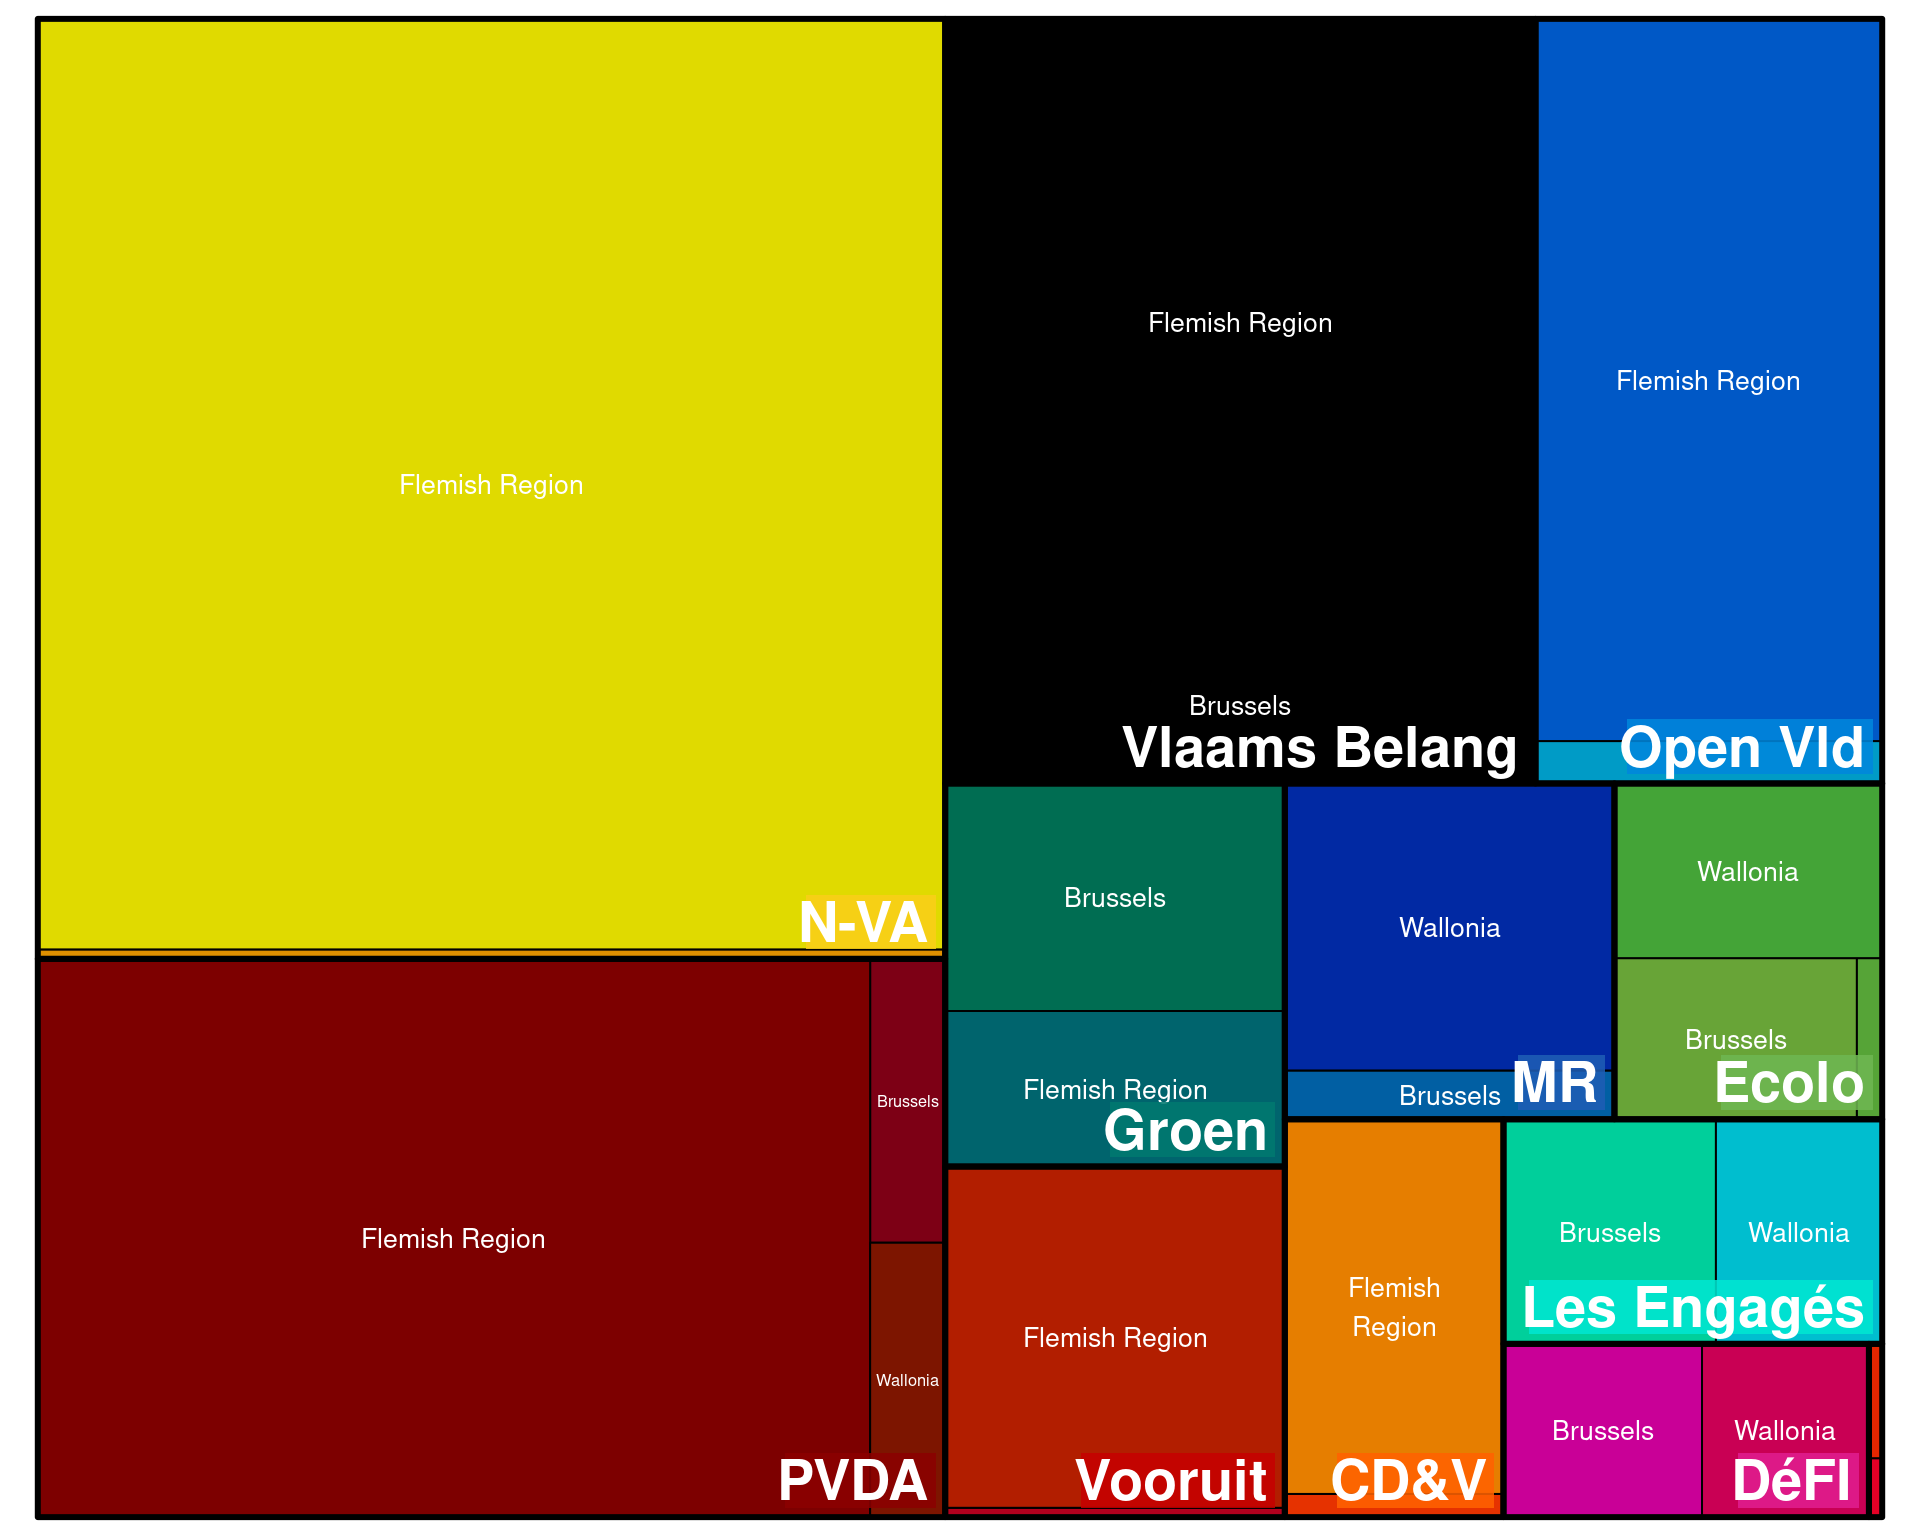 Flemish Region
N-VA
Flemish Region
Brussels
Vlaams Belang
Flemish Region
Open Vld
Flemish Region
Brussels
Wallonia
PVDA
Brussels
Flemish Region
Groen
Wallonia
Brussels
MR
Wallonia
Brussels
Ecolo
Flemish Region
Vooruit
Flemish
Region
CD&V
Brussels
Wallonia
Les Engagés
Brussels
Wallonia
DéFI